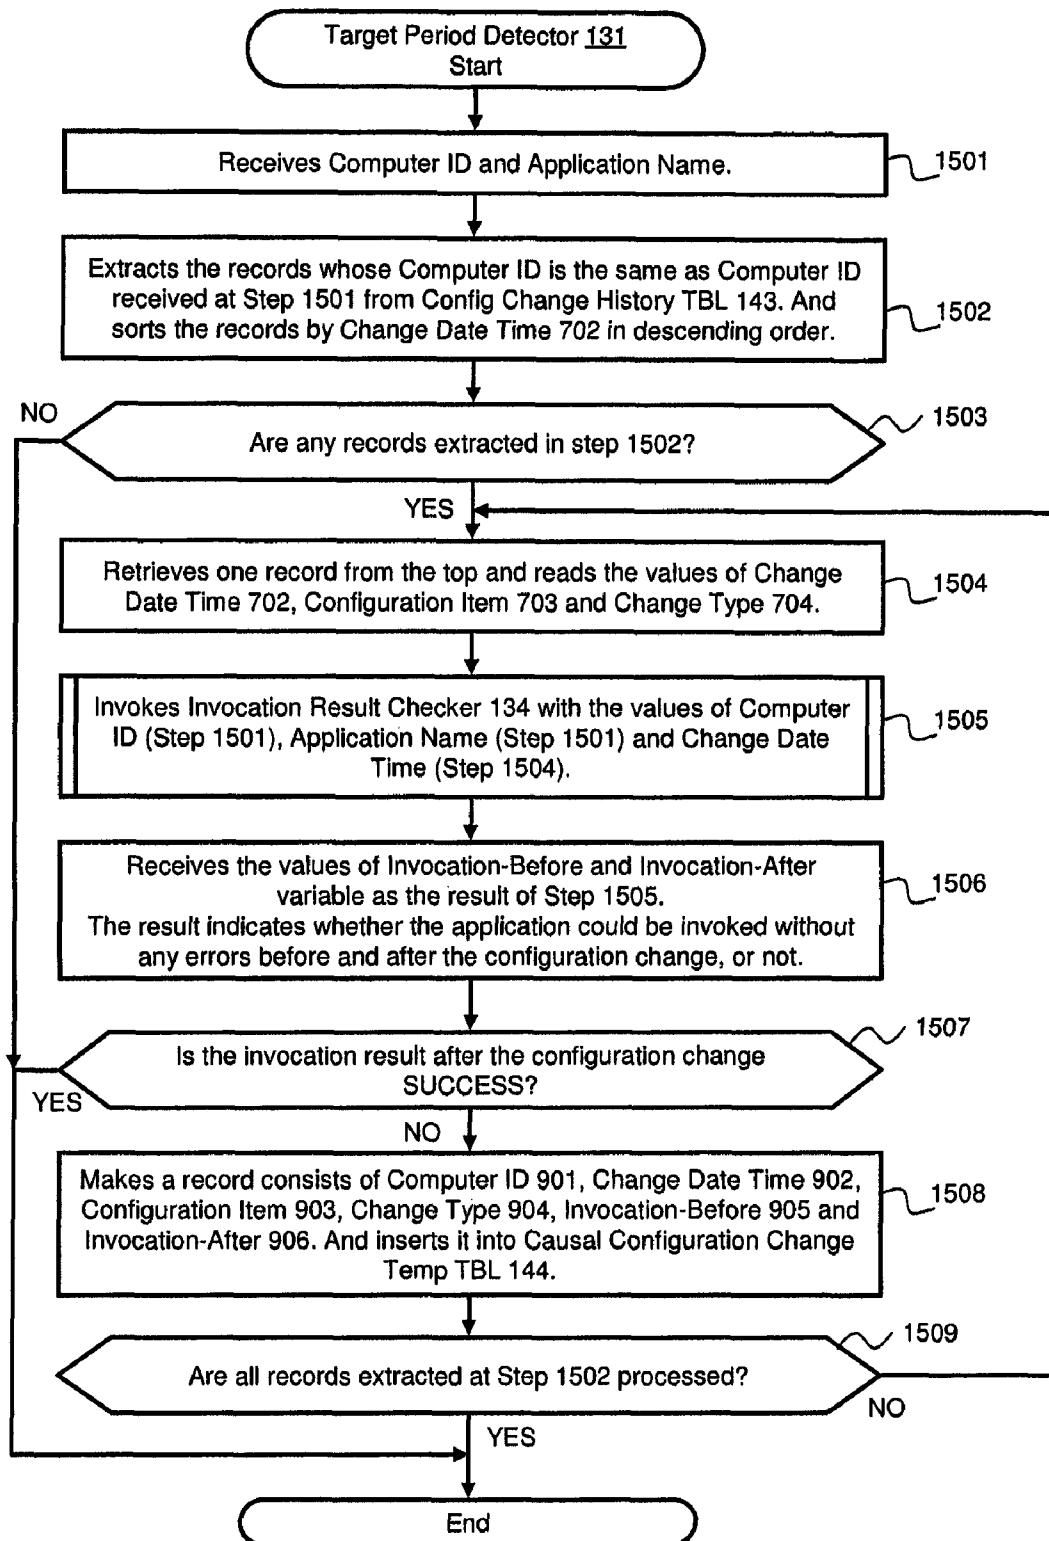 Target Period Detector 131
Start
Receives Computer ID and Application Name.
1501
Extracts the records whose Computer ID is the same as Computer ID
received at Step 1501 from Config Change History TBL 143. And
sorts the records by Change Date Time 702 in descending order.
1502
NO
Are any records extracted in step 1502?
1503
YES
Retrieves one record from the top and reads the values of Change
Date Time 702, Configuration Item 703 and Change Type 704.
1504
Invokes Invocation Result Checker 134 with the values of Computer
ID (Step 1501), Application Name (Step 1501) and Change Date
Time (Step 1504).
1505
Receives the values of Invocation-Before and Invocation-After
variable as the result of Step 1505.
The result indicates whether the application could be invoked without
any errors before and after the configuration change, or not.
1506
Is the invocation result after the configuration change
SUCCESS?
1507
YES
NO
Makes a record consists of Computer ID 901, Change Date Time 902,
Configuration Item 903, Change Type 904, Invocation-Before 905 and
Invocation-After 906. And inserts it into Causal Configuration Change
Temp TBL 144.
1508
Are all records extracted at Step 1502 processed?
1509
NO
YES
End